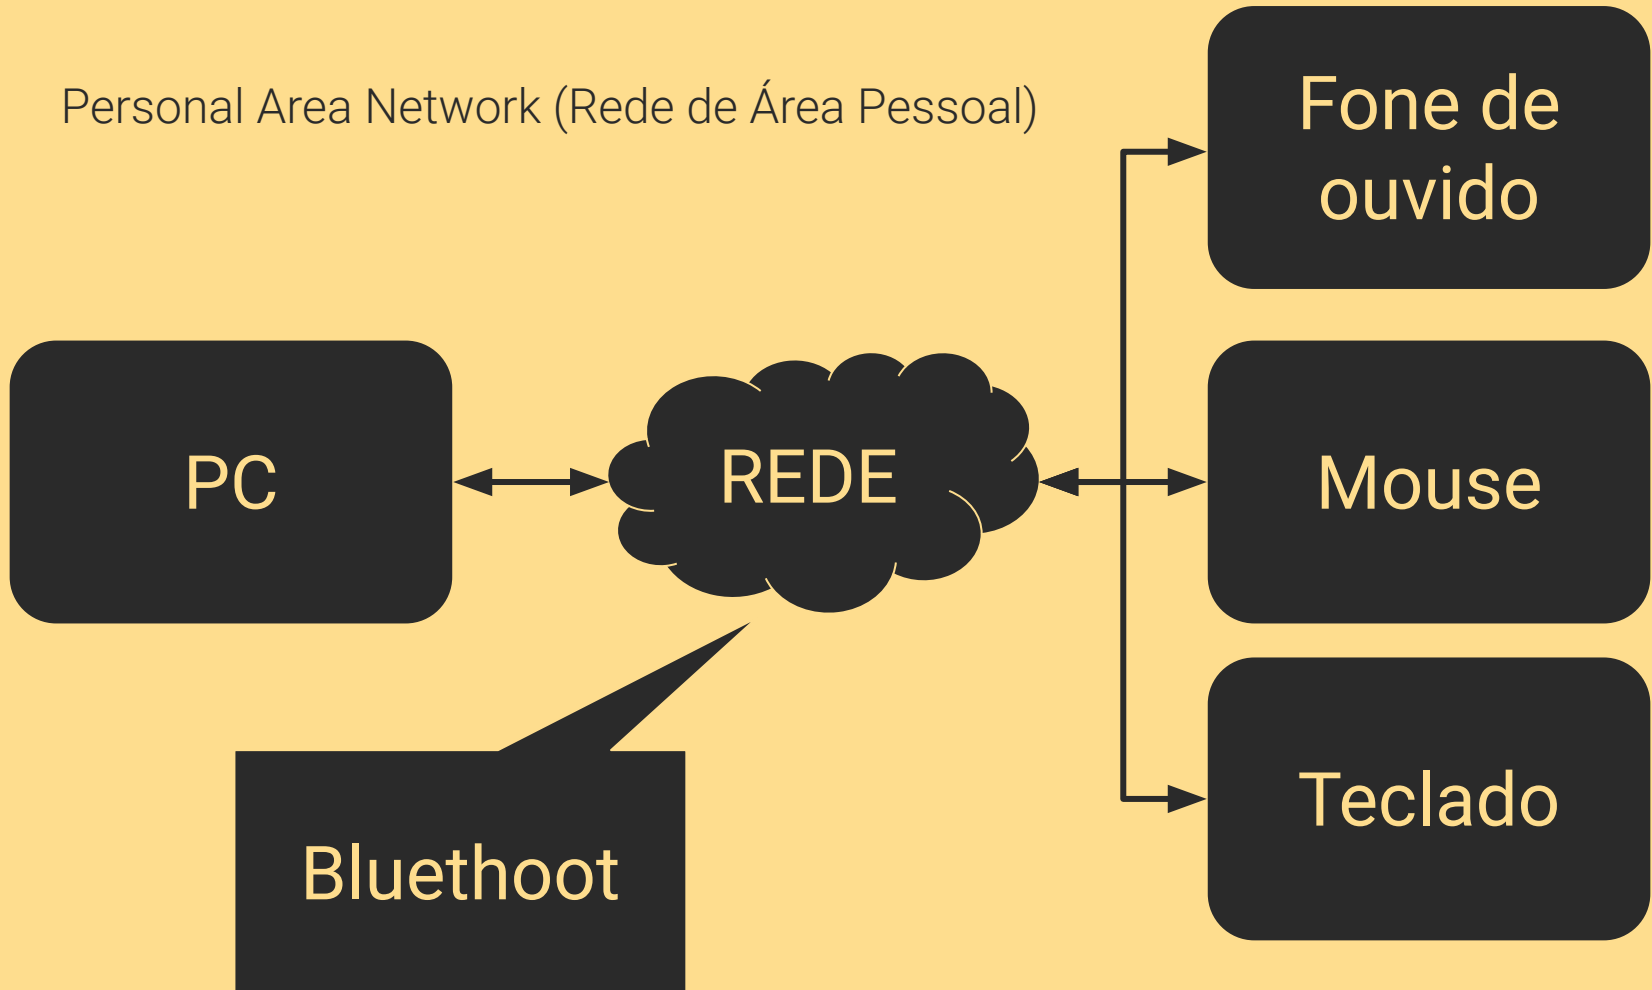 Personal Area Network (Rede de Área Pessoal)
Fone de
ouvido
PC
REDE
Mouse
Teclado
Bluethoot